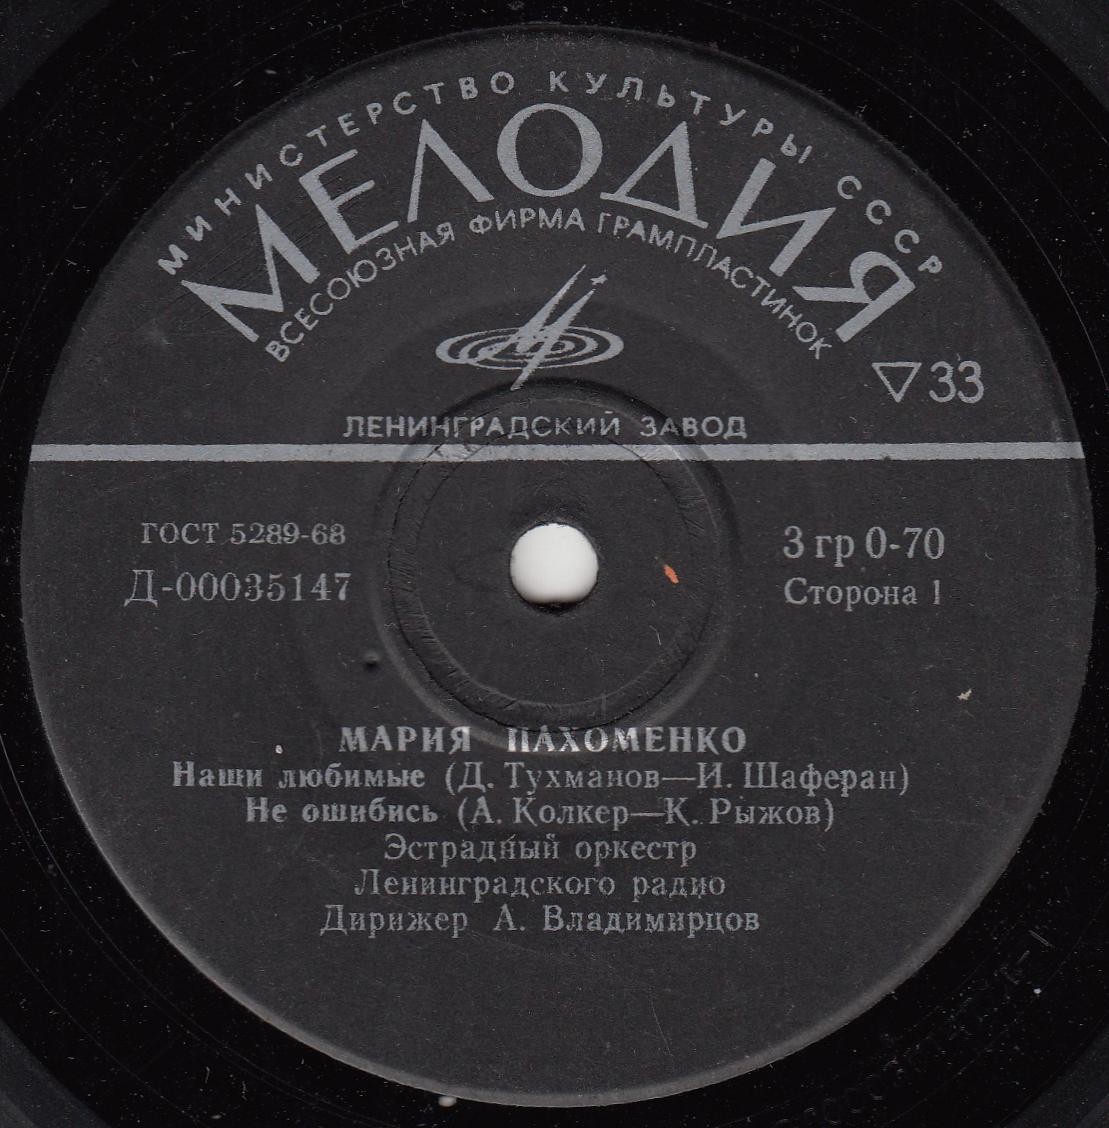 МИНИСТЕРСТВО КУЛЬТУРЫ СССР
МЕЛОДИЯ
ВСЕСОЮЗНАЯ ФИРМА ГРАМПЛАСТИНОК
▽33
ЛЕНИНГРАДСКИЙ ЗАВОД
ГОСТ 5289-68
Д-00035147
3 гр 0-70
Сторона 1
МАРИЯ ПАХОМЕНКО
Наши любимые (Д. Тухманов—И. Шаферан)
Не ошибись (А. Колкер—К. Рыжов)
Эстрадный оркестр
Ленинградского радио
Дирижер А. Владимирцов